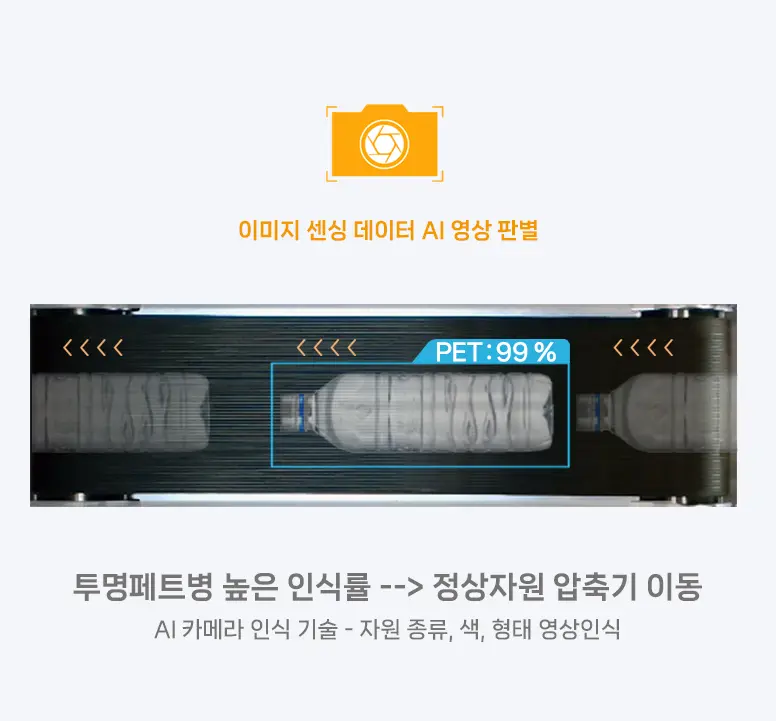 이미지 센싱 데이터 AI 영상 판별
PET:99 %
투명페트병 높은 인식률 --> 정상자원 압축기 이동
AI 카메라 인식 기술 - 자원 종류, 색, 형태 영상인식